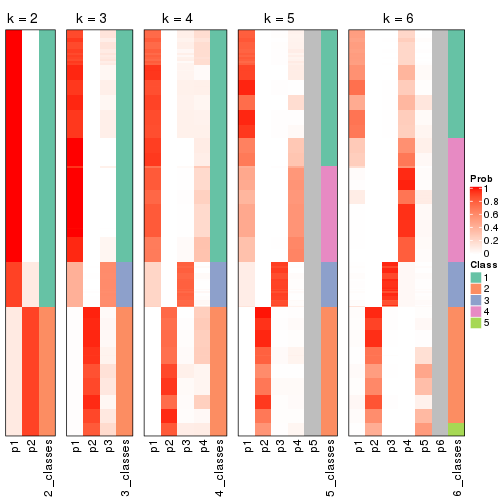 k = 2
k = 3
k = 4
k = 5
k = 6
Prob
1
0.8
0.6
0.4
0.2
0
Class
1
2
3
4
5
p1
p2
2_classes
p1
p2
p3
3_classes
p1
p2
p3
p4
4_classes
p1
p2
p3
p4
p5
5_classes
p1
p2
p3
p4
p5
p6
6_classes